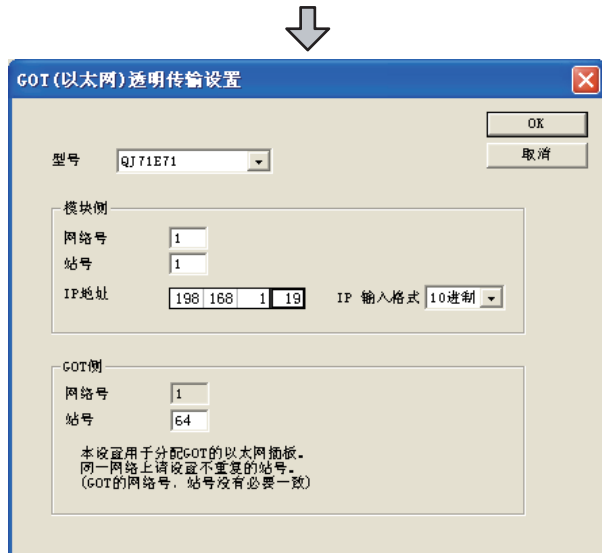 GOT(以太网)透明传输设置
OK
型号 QJ71E71 取消
模块侧
网络号 1
站号 1
IP地址 198 168 1 19 IP 输入格式 10进制
GOT侧
网络号 1
站号 64
本设置用于分配GOT的以太网插板。
同一网络上请设置不重复的站号。
(GOT的网络号、站号没有必要一致)